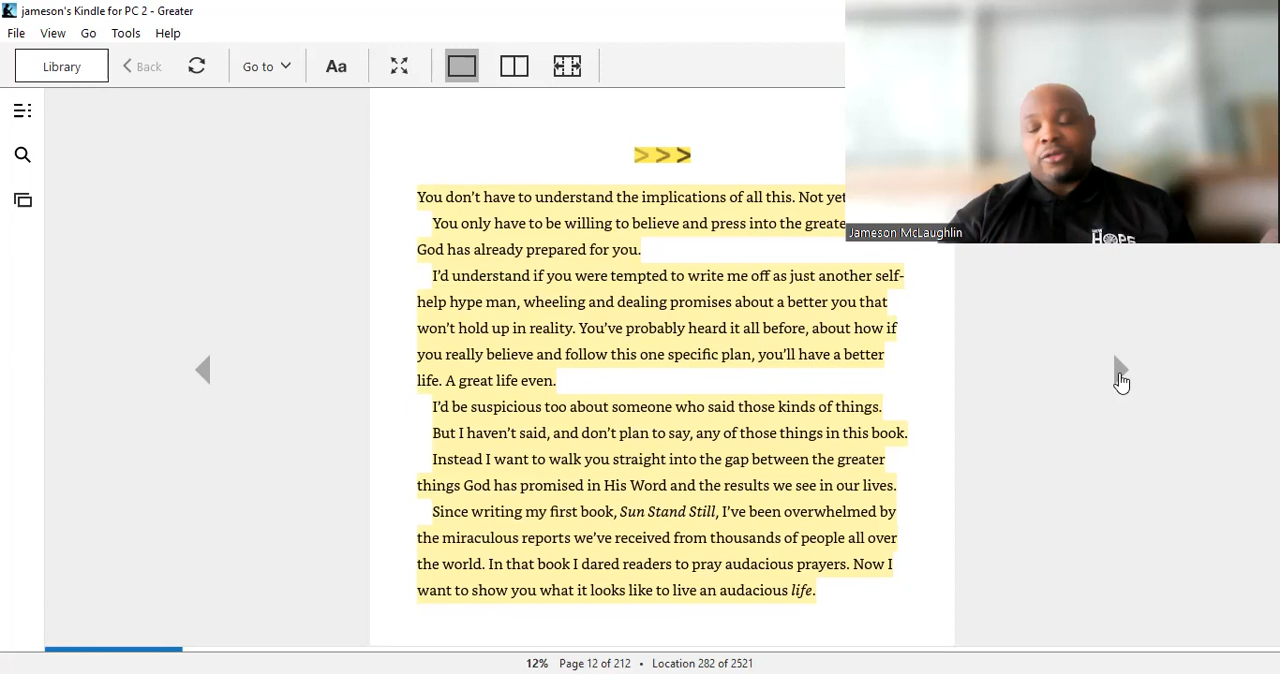 jameson's Kindle for PC 2 - Greater
File View Go Tools Help
Library Back Go to Aa
> > >
You don't have to understand the implications of all this. Not yet
You only have to be willing to believe and press into the greate
God has already prepared for you.
I'd understand if you were tempted to write me off as just another self-
help hype man, wheeling and dealing promises about a better you that
won't hold up in reality. You've probably heard it all before, about how if
you really believe and follow this one specific plan, you'll have a better
life. A great life even.
I'd be suspicious too about someone who said those kinds of things.
But I haven't said, and don't plan to say, any of those things in this book.
Instead I want to walk you straight into the gap between the greater
things God has promised in His Word and the results we see in our lives.
Since writing my first book, Sun Stand Still, I've been overwhelmed by
the miraculous reports we've received from thousands of people all over
the world. In that book I dared readers to pray audacious prayers. Now I
want to show you what it looks like to live an audacious life.
12% Page 12 of 212 • Location 282 of 2521
Jameson McLaughlin
HOPE